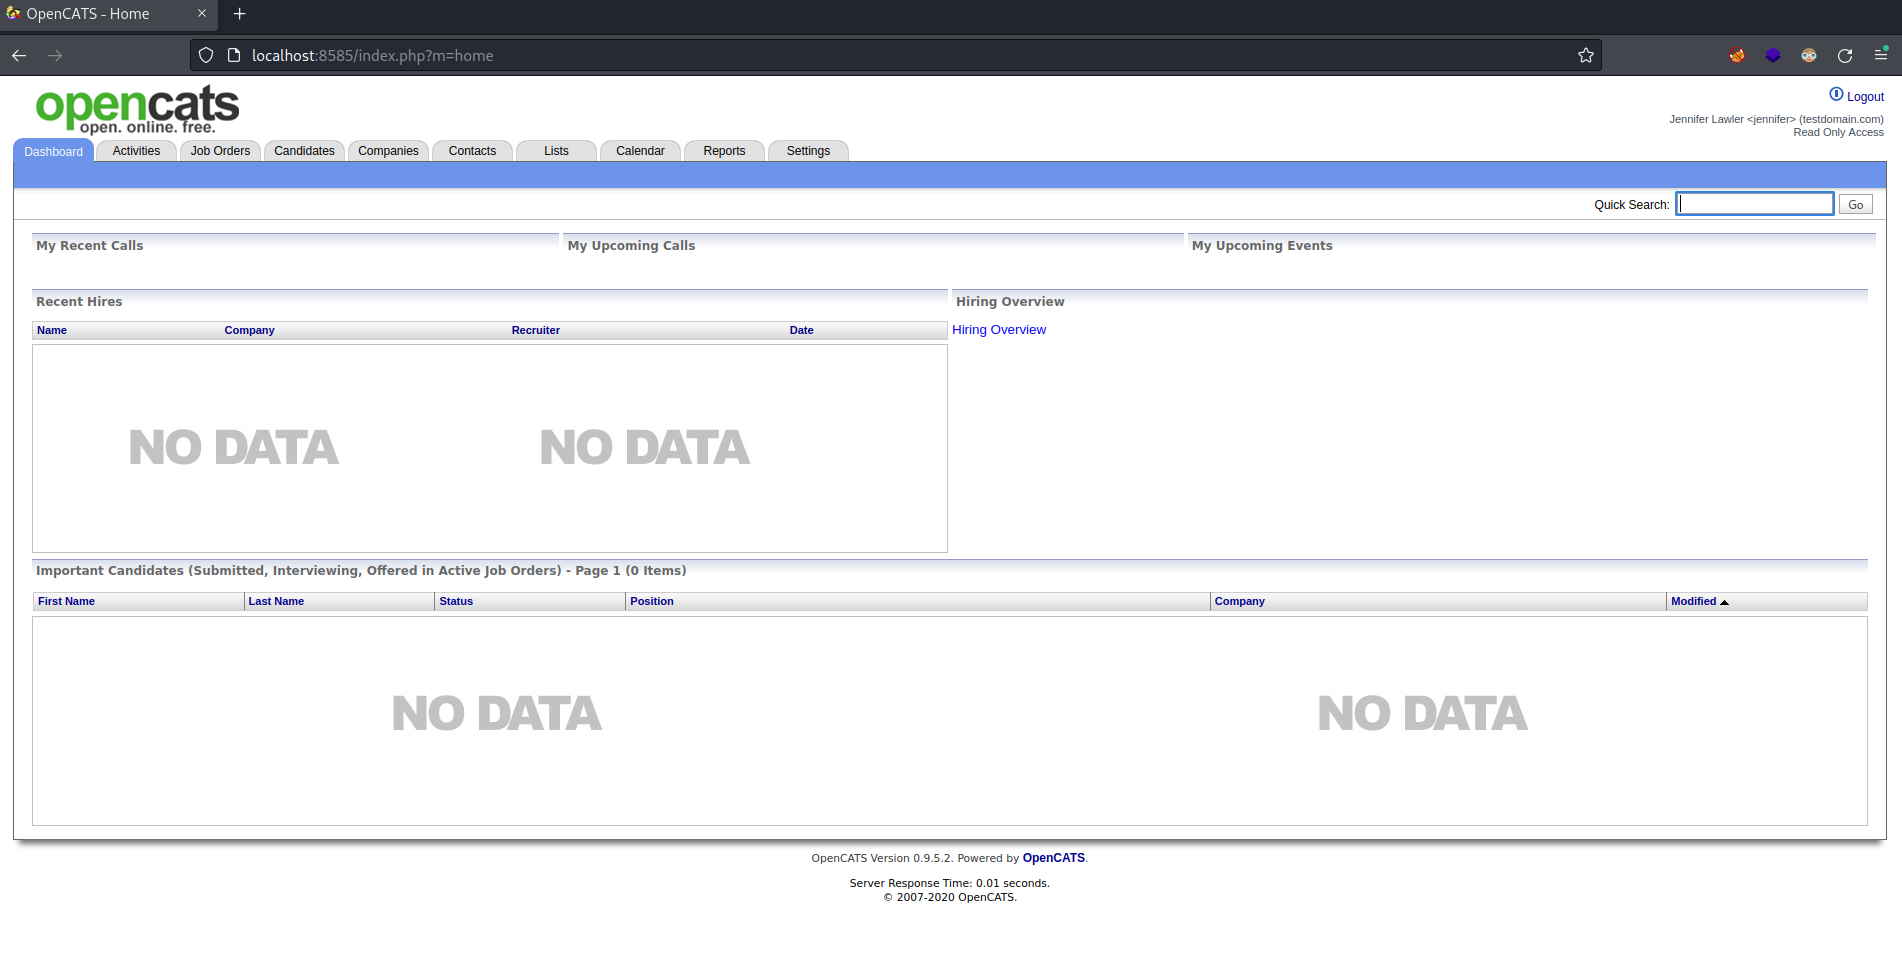 OpenCATS - Home
localhost:8585/index.php?m=home
opencats
open. online. free.
Logout
Jennifer Lawler <jennifer> (testdomain.com)
Read Only Access
Dashboard Activities Job Orders Candidates Companies Contacts Lists Calendar Reports Settings
Quick Search: Go
My Recent Calls My Upcoming Calls My Upcoming Events
Recent Hires Hiring Overview
Name Company Recruiter Date Hiring Overview
NO DATA NO DATA
Important Candidates (Submitted, Interviewing, Offered in Active Job Orders) - Page 1 (0 Items)
First Name Last Name Status Position Company Modified
NO DATA NO DATA
OpenCATS Version 0.9.5.2. Powered by OpenCATS.
Server Response Time: 0.01 seconds.
© 2007-2020 OpenCATS.